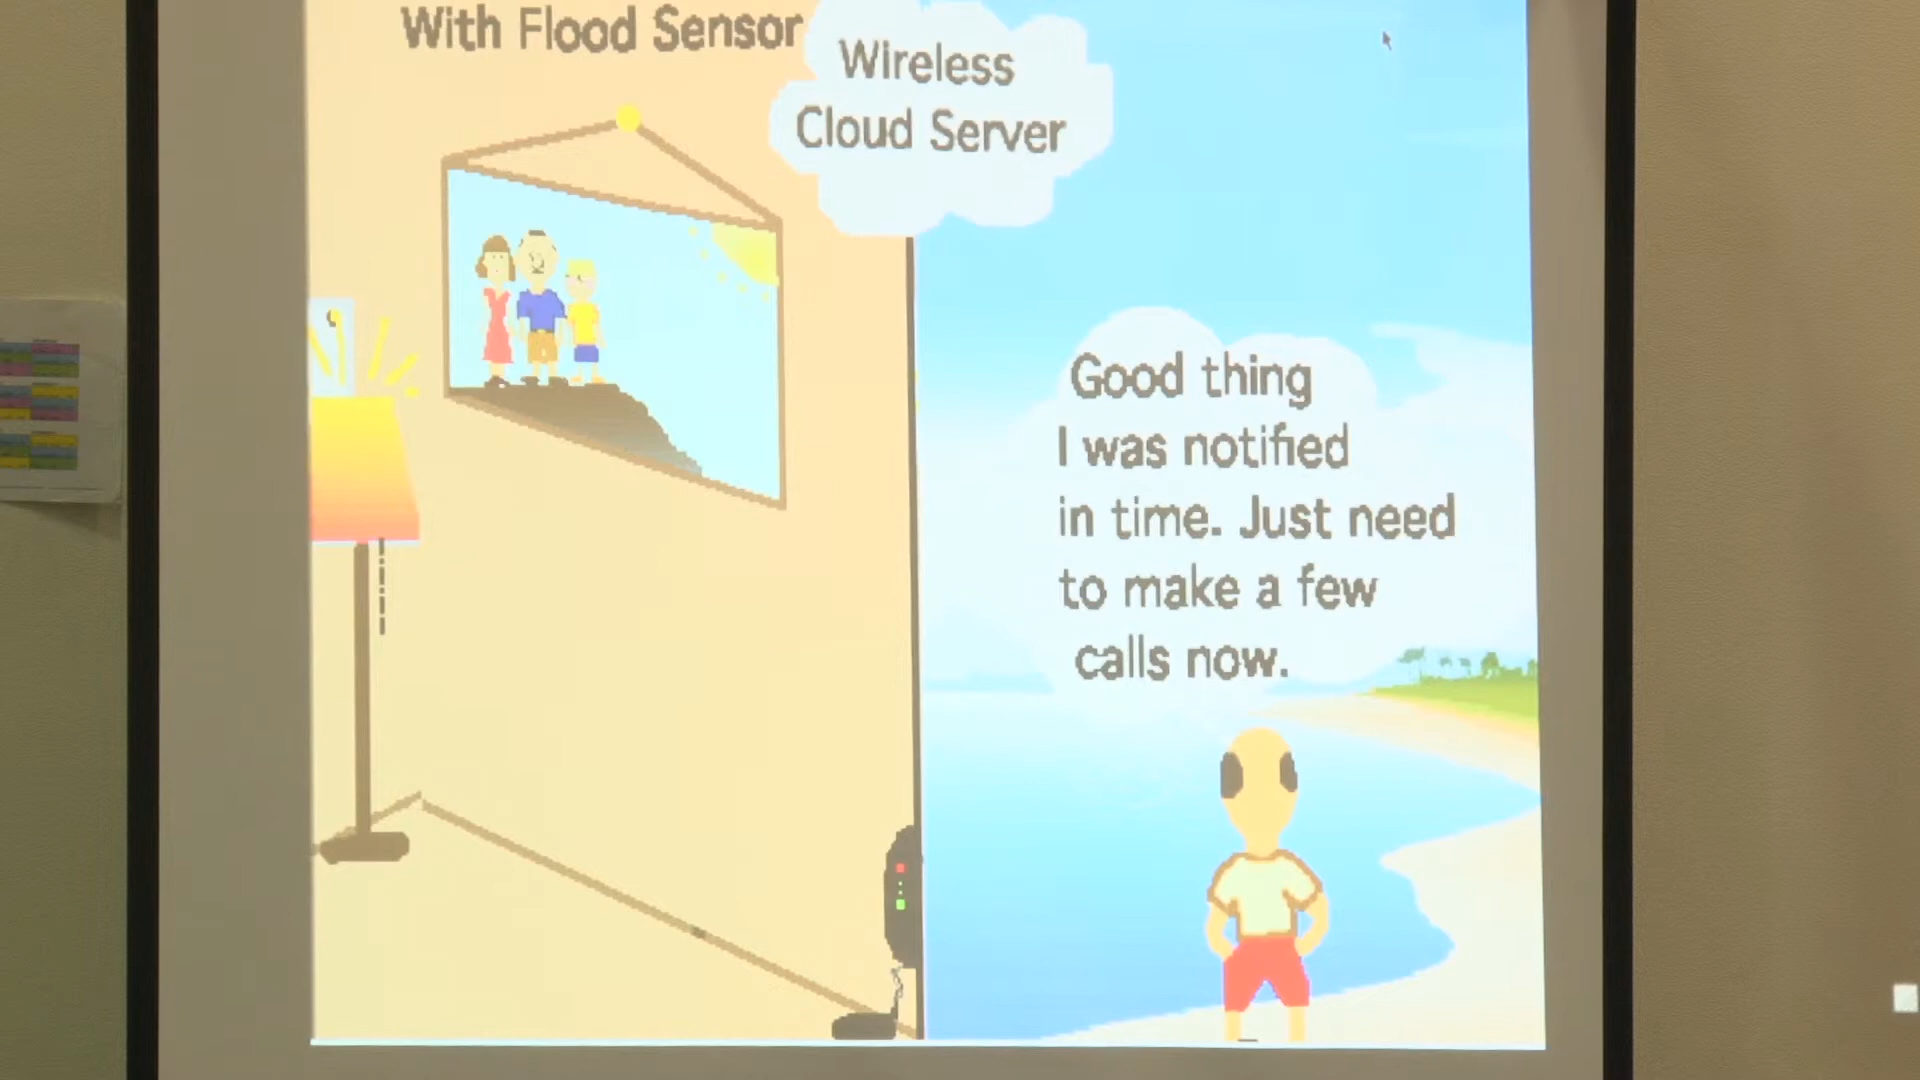 With Flood Sensor
Wireless
Cloud Server
Good thing
I was notified
in time. Just need
to make a few
calls now.